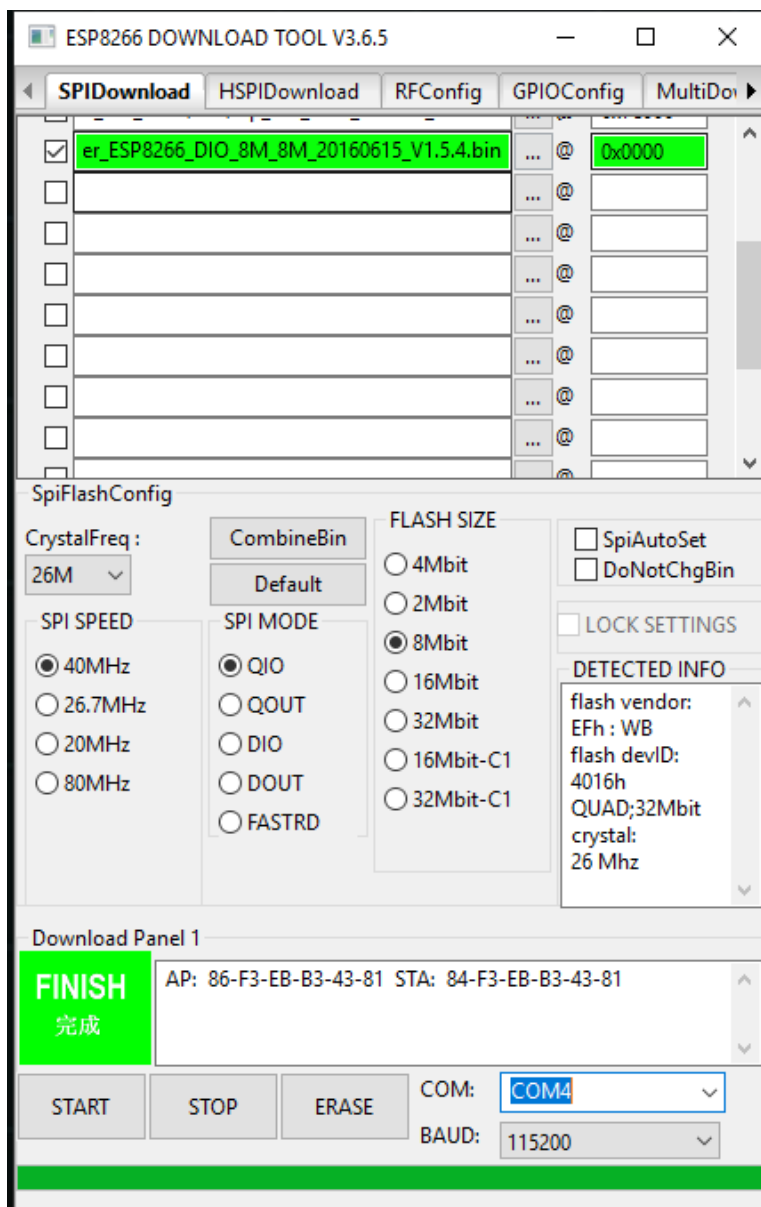 ESP8266 DOWNLOAD TOOL V3.6.5
SPIDownload HSPIDownload RFConfig GPIOConfig
er_ESP8266_DIO_8M_8M_20160615_V1.5.4.bin ... @ 0x0000
... @
... @
... @
... @
... @
... @
... @
SpiFlashConfig
CrystalFreq :
26M
CombineBin
Default
SPI SPEED
40MHz
26.7MHz
20MHz
80MHz
SPI MODE
QIO
QOUT
DIO
DOUT
FASTRD
FLASH SIZE
4Mbit
2Mbit
8Mbit
16Mbit
32Mbit
16Mbit-C1
32Mbit-C1
SpiAutoSet
DoNotChgBin
LOCK SETTINGS
DETECTED INFO
flash vendor:
EFh : WB
flash devID:
4016h
QUAD;32Mbit
crystal:
26 Mhz
Download Panel 1
FINISH
完成
AP: 86-F3-EB-B3-43-81 STA: 84-F3-EB-B3-43-81
START STOP ERASE
COM: COM4
BAUD: 115200